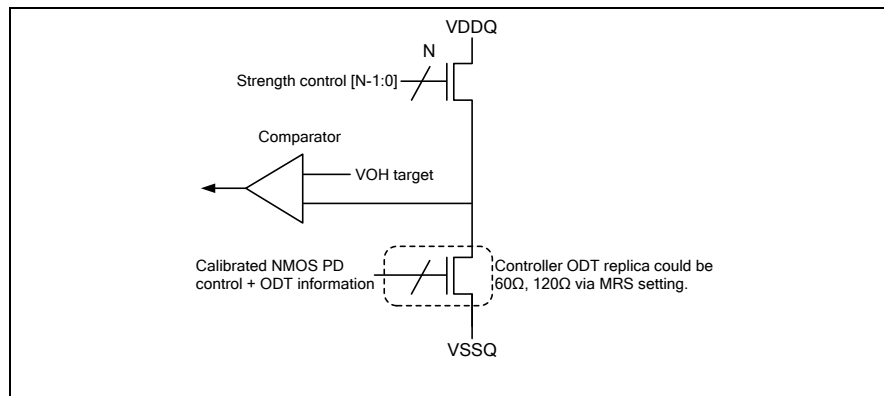 VDDQ
N
Strength control [N-1:0]
Comparator
VOH target
Calibrated NMOS PD
control + ODT information
Controller ODT replica could be
60Ω, 120Ω via MRS setting.
VSSQ